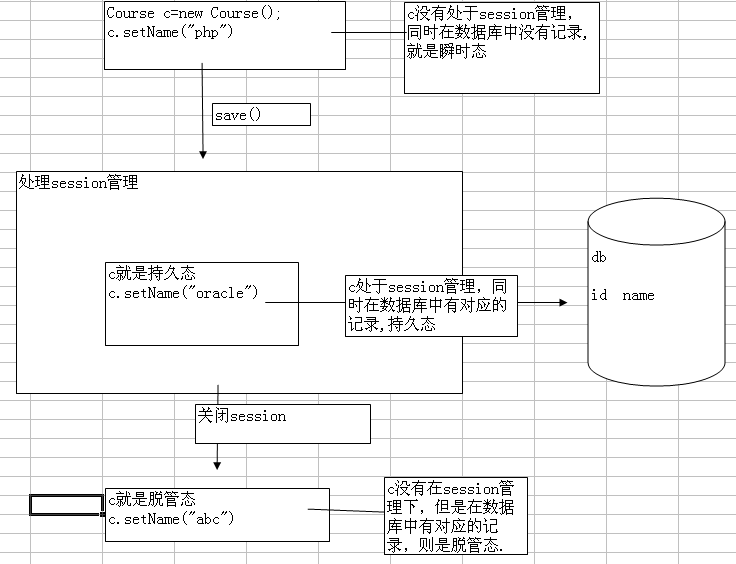 Course c=new Course();
c.setName("php")
c没有处于session管理，
同时在数据库中没有记录,
就是瞬时态
save()
处理session管理
c就是持久态
c.setName("oracle")
c处于session管理，同
时在数据库中有对应的
记录,持久态
db
id name
关闭session
c就是脱管态
c.setName("abc")
c没有在session管
理下，但是在数据
库中有对应的记
录，则是脱管态.